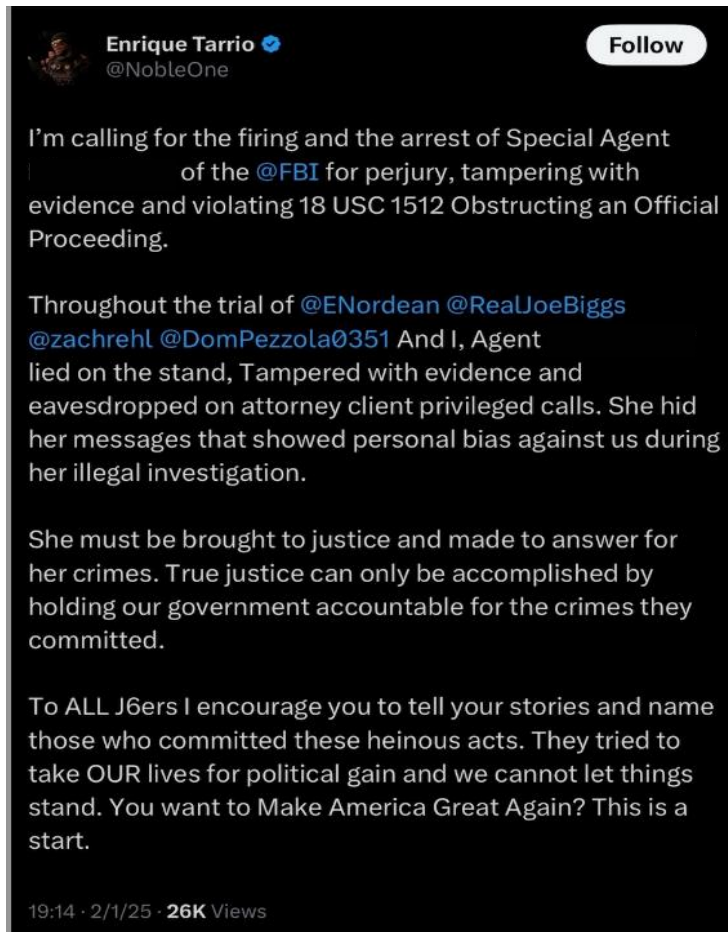 Enrique Tarrio
@NobleOne
Follow
I'm calling for the firing and the arrest of Special Agent
of the @FBI for perjury, tampering with
evidence and violating 18 USC 1512 Obstructing an Official
Proceeding.
Throughout the trial of @ENordean @RealJoeBiggs
@zachrehl @DomPezzola0351 And I, Agent
lied on the stand, Tampered with evidence and
eavesdropped on attorney client privileged calls. She hid
her messages that showed personal bias against us during
her illegal investigation.
She must be brought to justice and made to answer for
her crimes. True justice can only be accomplished by
holding our government accountable for the crimes they
committed.
To ALL J6ers I encourage you to tell your stories and name
those who committed these heinous acts. They tried to
take OUR lives for political gain and we cannot let things
stand. You want to Make America Great Again? This is a
start.
19:14 · 2/1/25 · 26K Views